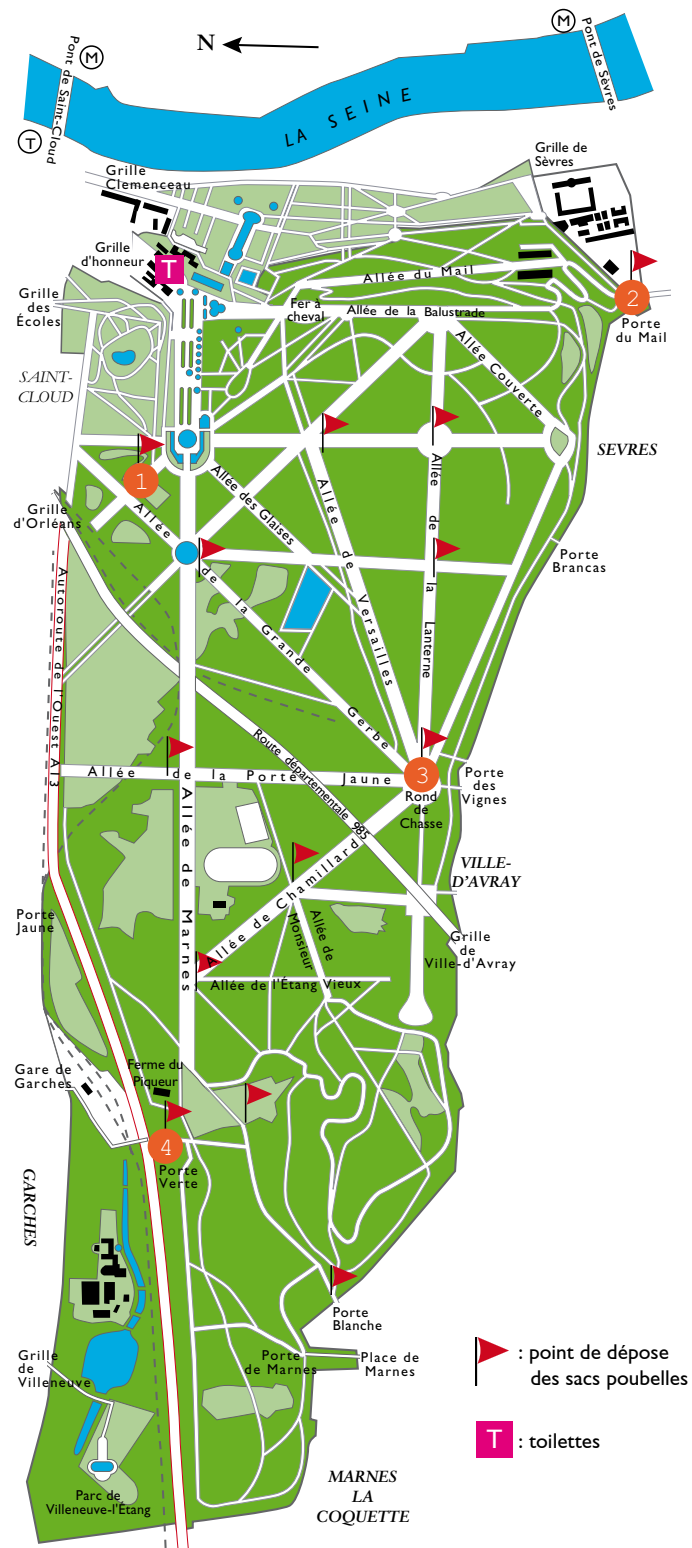 M
N
M
Pont de Saint-Cloud
Pont de Sèvres
LA SEINE
T
Grille de
Sèvres
Grille
Clemenceau
Grille
d'honneur
T
Allée du Mail
2
Grille
des
Écoles
Fer à
cheval
Allée de la Balustrade
Porte
du Mail
Allée Couverte
SAINT-
CLOUD
SEVRES
1
Allée des Glaises
Allée de Versailles
Allée de la Lanterne
Grille
d'Orléans
Allée de la Grande Gerbe
Porte
Brancas
Autoroute de l'Ouest A13
Route départementale 985
Allée de la Porte Jaune
3
Rond
de
Chasse
Porte
des
Vignes
Allée de Marnes
Allée de Chamillard
VILLE-
D'AVRAY
Porte
Jaune
Allée de
Monsieur
Grille
de
Ville-d'Avray
Allée de l'Étang Vieux
Gare de
Garches
Ferme du
Piqueur
4
Porte
Verte
GARCHES
Porte
Blanche
Grille
de
Villeneuve
Porte
de Marnes
Place de
Marnes
: point de dépose
des sacs poubelles
T : toilettes
Parc de
Villeneuve-l'Étang
MARNES
LA
COQUETTE